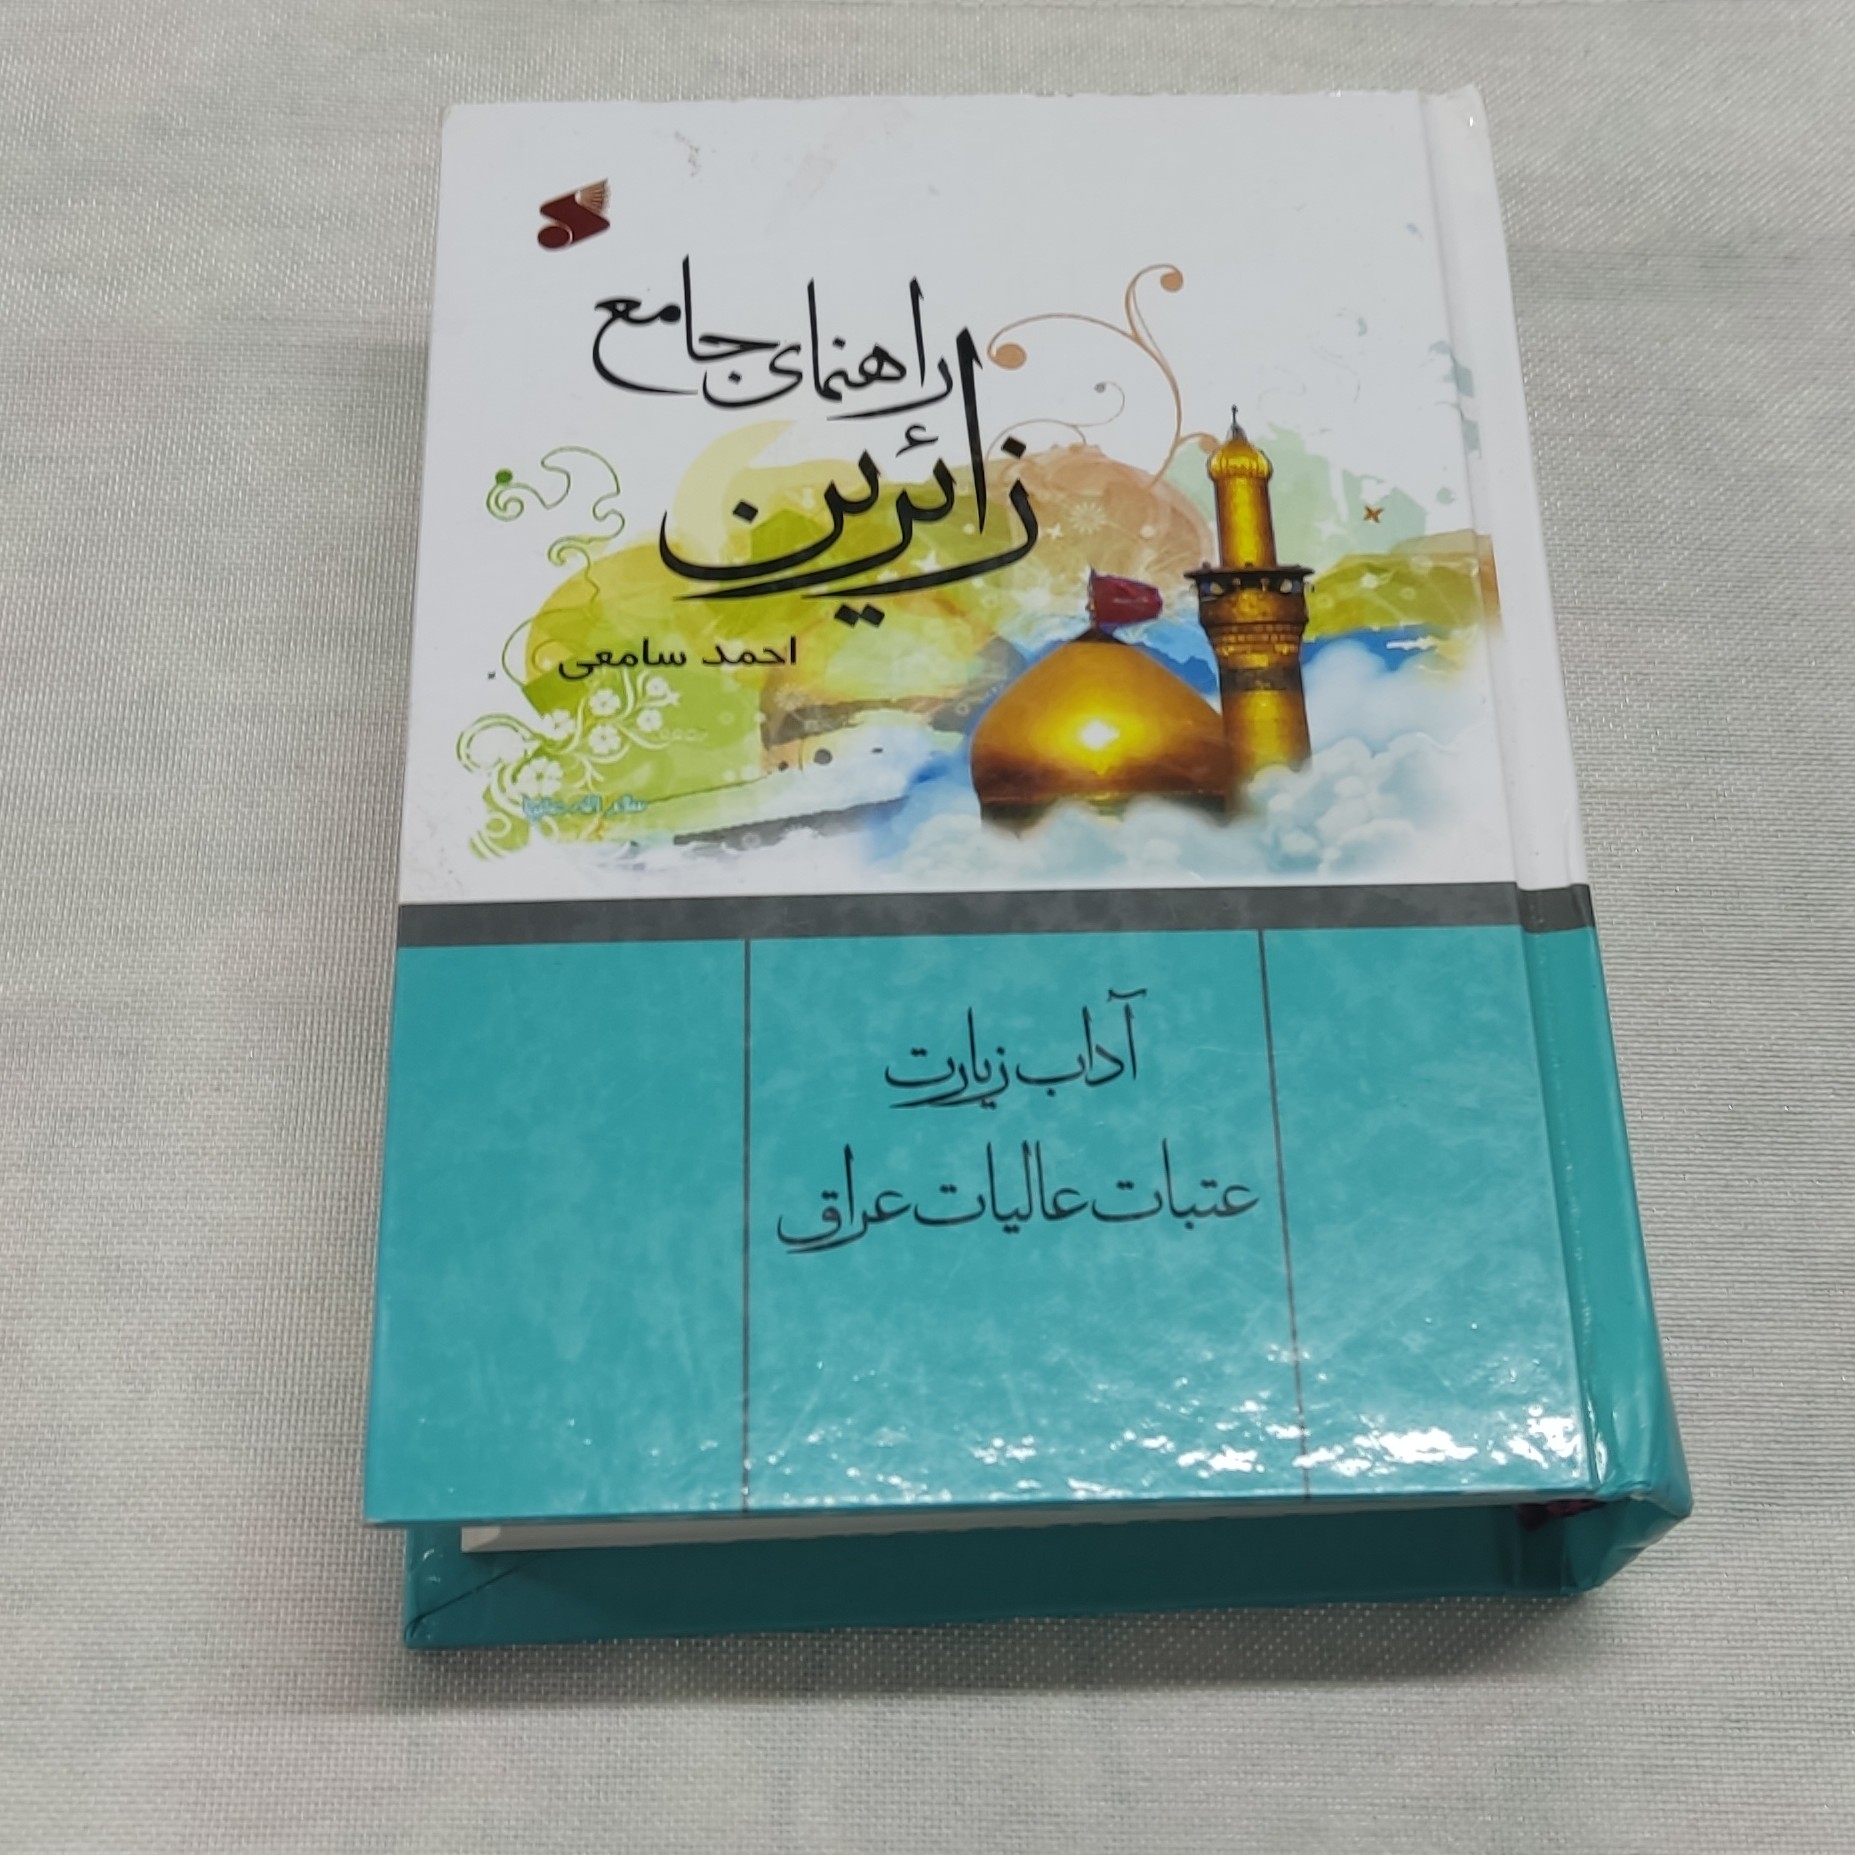 راهنمای جامع
زائرین
احمد سامعی
آداب زیارت
عتبات عالیات عراق